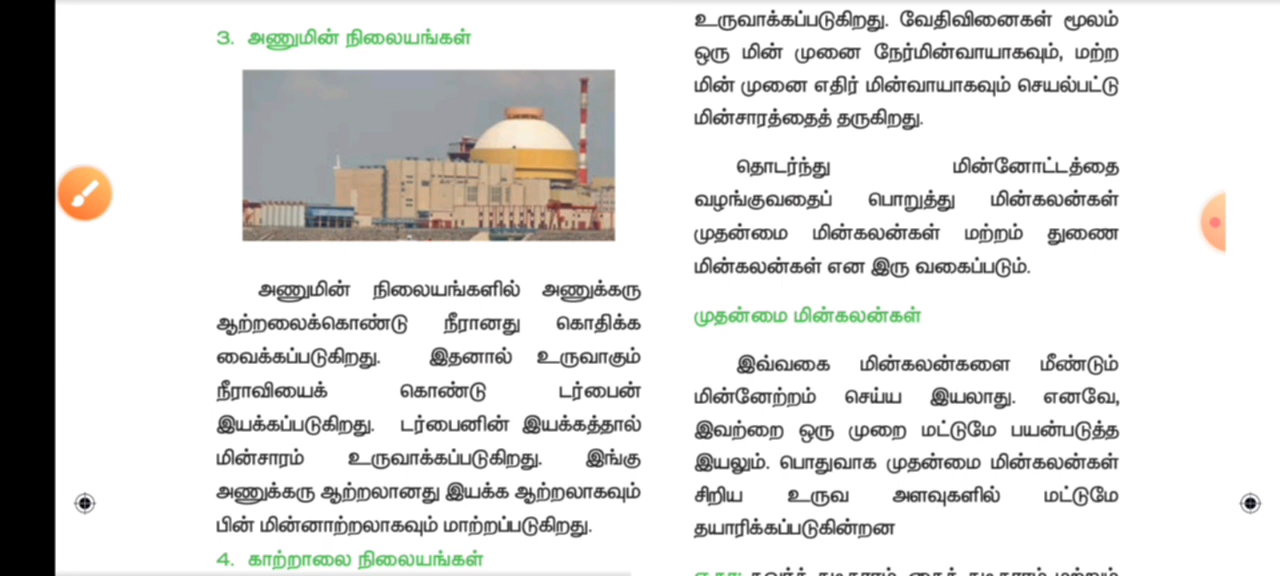 3. அணுமின் நிலையங்கள்
அணுமின் நிலையங்களில் அணுக்கரு
ஆற்றலைக்கொண்டு நீரானது கொதிக்க
வைக்கப்படுகிறது. இதனால் உருவாகும்
நீராவியைக் கொண்டு டர்பைன்
இயக்கப்படுகிறது. டர்பைனின் இயக்கத்தால்
மின்சாரம் உருவாக்கப்படுகிறது. இங்கு
அணுக்கரு ஆற்றலானது இயக்க ஆற்றலாகவும்
பின் மின்னாற்றலாகவும் மாற்றப்படுகிறது.
4. காற்றாலை நிலையங்கள்
உருவாக்கப்படுகிறது. வேதிவினைகள் மூலம்
ஒரு மின் முனை நேர்மின்வாயாகவும், மற்ற
மின் முனை எதிர் மின்வாயாகவும் செயல்பட்டு
மின்சாரத்தைத் தருகிறது.
தொடர்ந்து மின்னோட்டத்தை
வழங்குவதைப் பொறுத்து மின்கலன்கள்
முதன்மை மின்கலன்கள் மற்றம் துணை
மின்கலன்கள் என இரு வகைப்படும்.
முதன்மை மின்கலன்கள்
இவ்வகை மின்கலன்களை மீண்டும்
மின்னேற்றம் செய்ய இயலாது. எனவே,
இவற்றை ஒரு முறை மட்டுமே பயன்படுத்த
இயலும். பொதுவாக முதன்மை மின்கலன்கள்
சிறிய உருவ அளவுகளில் மட்டுமே
தயாரிக்கப்படுகின்றன